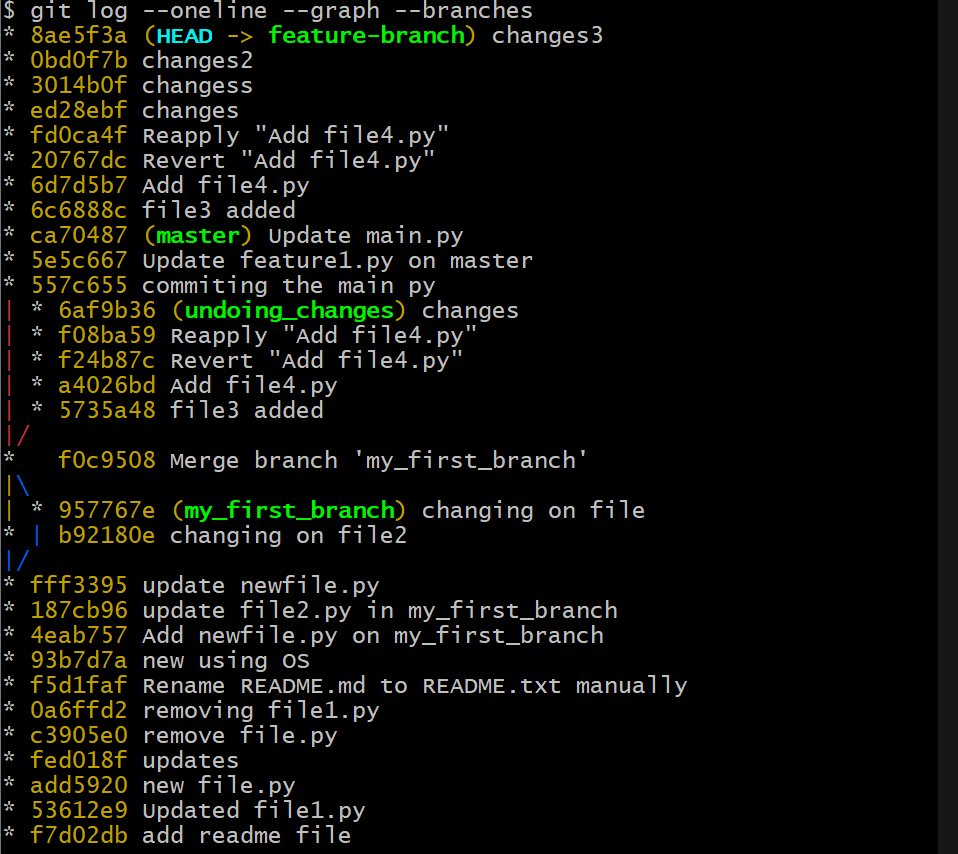 $ git log --oneline --graph --branches
* 8ae5f3a (HEAD -> feature-branch) changes3
* 0bd0f7b changes2
* 3014b0f changess
* ed28ebf changes
* fd0ca4f Reapply "Add file4.py"
* 20767dc Revert "Add file4.py"
* 6d7d5b7 Add file4.py
* 6c6888c file3 added
* ca70487 (master) Update main.py
* 5e5c667 Update feature1.py on master
* 557c655 commiting the main py
| * 6af9b36 (undoing_changes) changes
| * f08ba59 Reapply "Add file4.py"
| * f24b87c Revert "Add file4.py"
| * a4026bd Add file4.py
| * 5735a48 file3 added
|/
*   f0c9508 Merge branch 'my_first_branch'
|\
| * 957767e (my_first_branch) changing on file
* | b92180e changing on file2
|/
* fff3395 update newfile.py
* 187cb96 update file2.py in my_first_branch
* 4eab757 Add newfile.py on my_first_branch
* 93b7d7a new using OS
* f5d1faf Rename README.md to README.txt manually
* 0a6ffd2 removing file1.py
* c3905e0 remove file.py
* fed018f updates
* add5920 new file.py
* 53612e9 Updated file1.py
* f7d02db add readme file